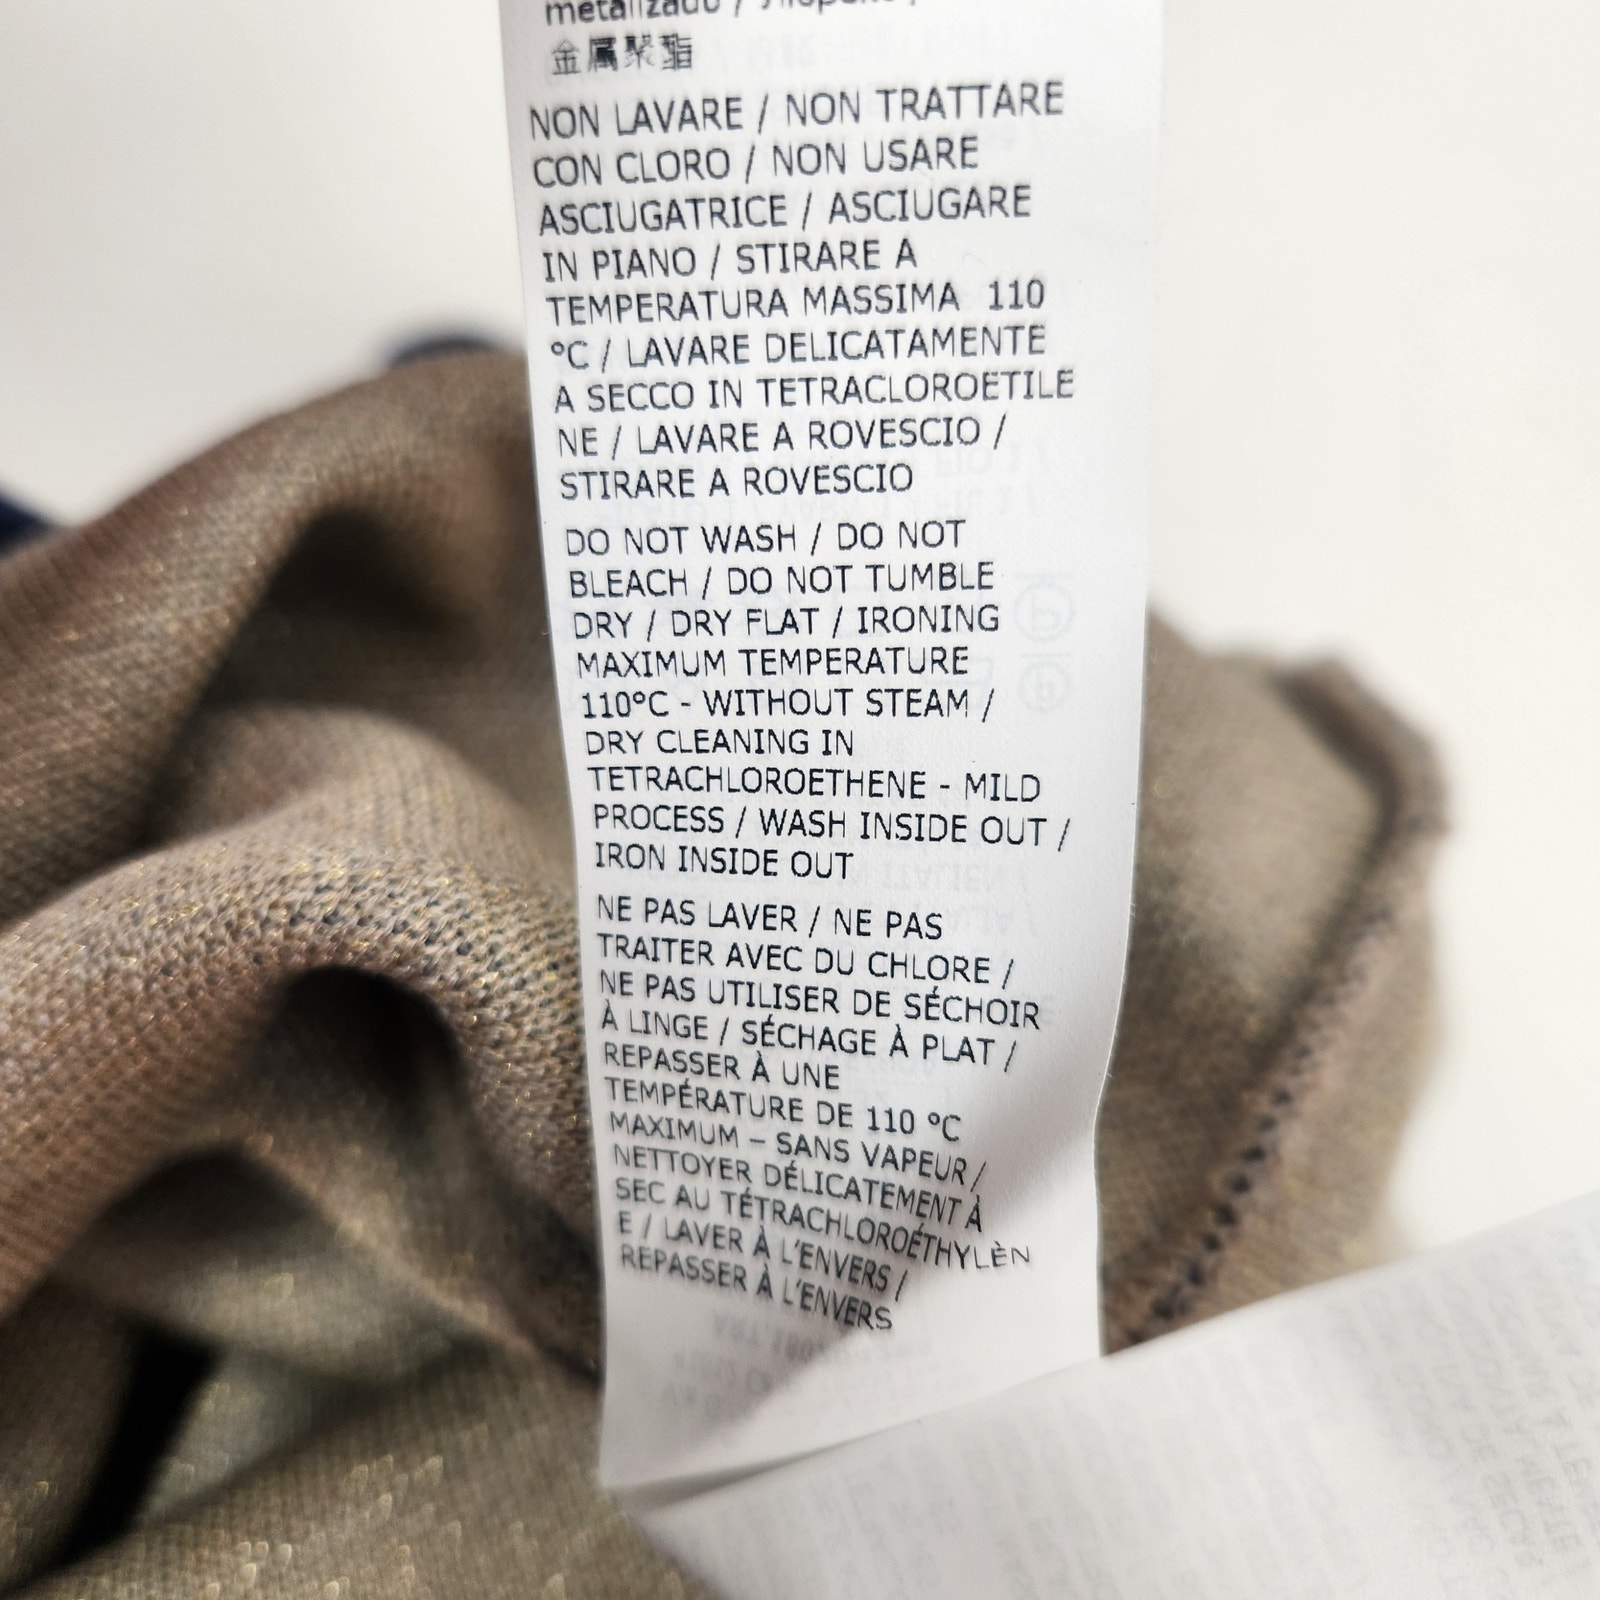 金属聚酯
NON LAVARE / NON TRATTARE
CON CLORO / NON USARE
ASCIUGATRICE / ASCIUGARE
IN PIANO / STIRARE A
TEMPERATURA MASSIMA 110
°C / LAVARE DELICATAMENTE
A SECCO IN TETRACLOROETILE
NE / LAVARE A ROVESCIO /
STIRARE A ROVESCIO
DO NOT WASH / DO NOT
BLEACH / DO NOT TUMBLE
DRY / DRY FLAT / IRONING
MAXIMUM TEMPERATURE
110°C - WITHOUT STEAM /
DRY CLEANING IN
TETRACHLOROETHENE - MILD
PROCESS / WASH INSIDE OUT /
IRON INSIDE OUT
NE PAS LAVER / NE PAS
TRAITER AVEC DU CHLORE /
NE PAS UTILISER DE SÉCHOIR
À LINGE / SÉCHAGE À PLAT /
REPASSER À UNE
TEMPÉRATURE DE 110 °C
MAXIMUM – SANS VAPEUR /
NETTOYER DÉLICATEMENT À
SEC AU TÉTRACHLOROÉTHYLÈN
E / LAVER À L'ENVERS /
REPASSER À L'ENVERS